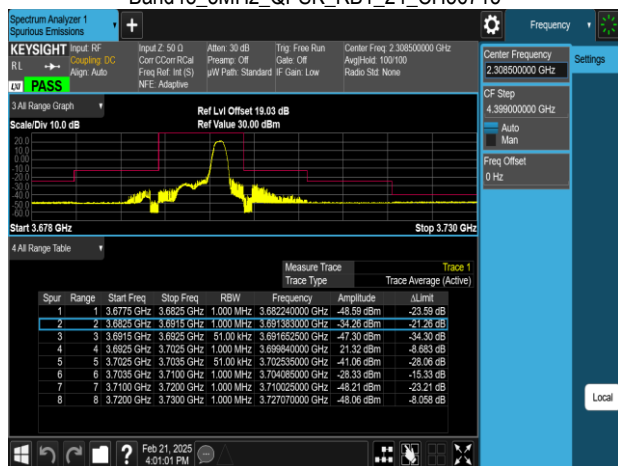 Spectrum Analyzer 1
Spurious Emissions
Frequency
KEYSIGHT Input: RF
R L
Coupling: DC
Align: Auto
Input Z: 50 Ω
Corr CCorr RCal
Freq Ref: Int (S)
NFE: Adaptive
Atten: 30 dB
Preamp: Off
µW Path: Standard
Trig: Free Run
Gate: Off
IF Gain: Low
Center Freq: 2.308500000 GHz
Avg|Hold: 100/100
Radio Std: None
LXI PASS
Center Frequency
2.308500000 GHz
Settings
CF Step
4.399000000 GHz
Auto
Man
Freq Offset
0 Hz
3 All Range Graph
Scale/Div 10.0 dB
Ref Lvl Offset 19.03 dB
Ref Value 30.00 dBm
20.0
10.0
0.00
-10.0
-20.0
-30.0
-40.0
-50.0
-60.0
Start 3.678 GHz
Stop 3.730 GHz
4 All Range Table
Measure Trace Trace 1
Trace Type Trace Average (Active)
Spur Range Start Freq Stop Freq RBW Frequency Amplitude ΔLimit
1 1 3.6775 GHz 3.6825 GHz 1.000 MHz 3.682240000 GHz -48.59 dBm -23.59 dB
2 2 3.6825 GHz 3.6915 GHz 1.000 MHz 3.691383000 GHz -34.26 dBm -21.26 dB
3 3 3.6915 GHz 3.6925 GHz 51.00 kHz 3.691652500 GHz -47.30 dBm -34.30 dB
4 4 3.6925 GHz 3.7025 GHz 1.000 MHz 3.699840000 GHz 21.32 dBm -8.683 dB
5 5 3.7025 GHz 3.7035 GHz 51.00 kHz 3.702535000 GHz -41.06 dBm -28.06 dB
6 6 3.7035 GHz 3.7100 GHz 1.000 MHz 3.704085000 GHz -28.33 dBm -15.33 dB
7 7 3.7100 GHz 3.7200 GHz 1.000 MHz 3.710025000 GHz -48.21 dBm -23.21 dB
8 8 3.7200 GHz 3.7300 GHz 1.000 MHz 3.727070000 GHz -48.06 dBm -8.058 dB
Local
Feb 21, 2025
4:01:01 PM